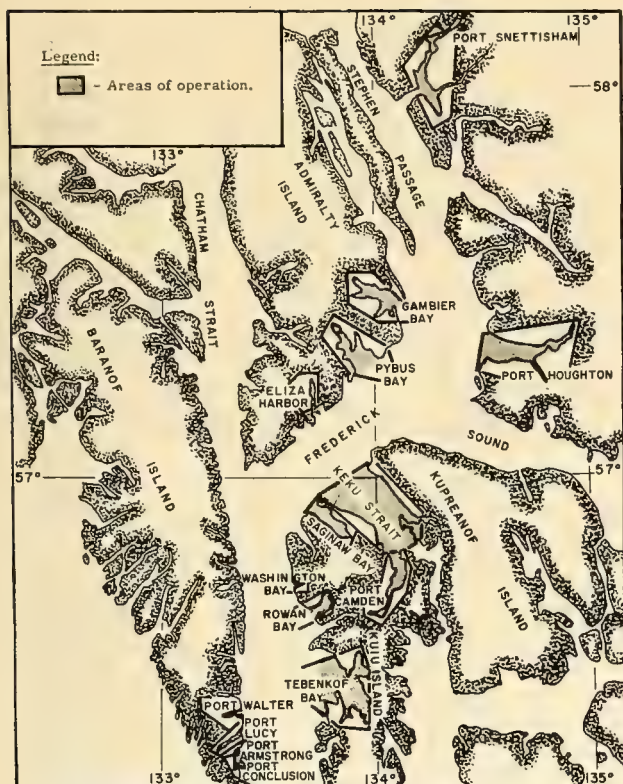 134°
135°
PORT SNETTISHAM
Legend:
- Areas of operation.
58°
133°
STEPHEN
PASSAGE
ADMIRALTY
ISLAND
CHATHAM
STRAIT
GAMBIER
BAY
PYBUS
BAY
PORT HOUGHTON
ELIZA
HARBOR
BARANOF
ISLAND
FREDERICK
SOUND
57°
57°
KEKU STRAIT
KUPREANOF
ISLAND
SAGINAW BAY
WASHINGTON
BAY
PORT
CAMDEN
ROWAN
BAY
KUIU ISLAND
TEBENKOF
BAY
PORT WALTER
PORT
LUCY
PORT
ARMSTRONG
PORT
CONCLUSION
133°
134°
135°